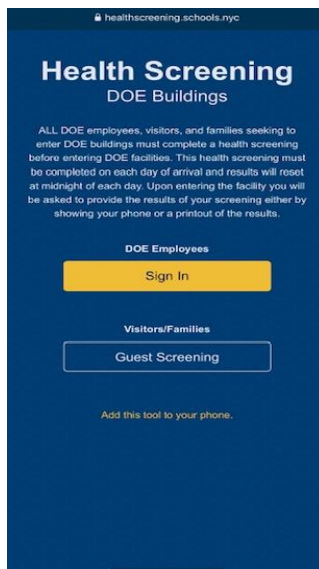 healthscreening.schools.nyc
Health Screening
DOE Buildings
ALL DOE employees, visitors, and families seeking to
enter DOE buildings must complete a health screening
before entering DOE facilities. This health screening must
be completed on each day of arrival and results will reset
at midnight of each day. Upon entering the facility you will
be asked to provide the results of your screening either by
showing your phone or a printout of the results.
DOE Employees
Sign In
Visitors/Families
Guest Screening
Add this tool to your phone.